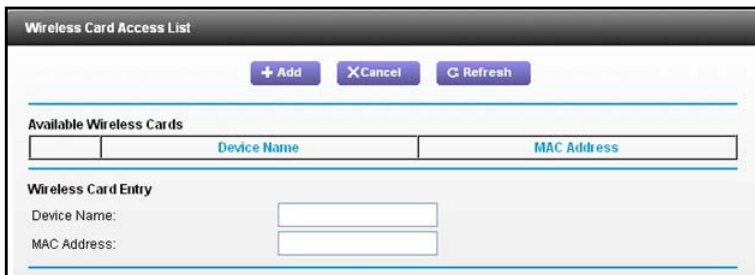 Wireless Card Access List
+ Add XCancel Refresh
Available Wireless Cards
Device Name MAC Address
Wireless Card Entry
Device Name:
MAC Address: